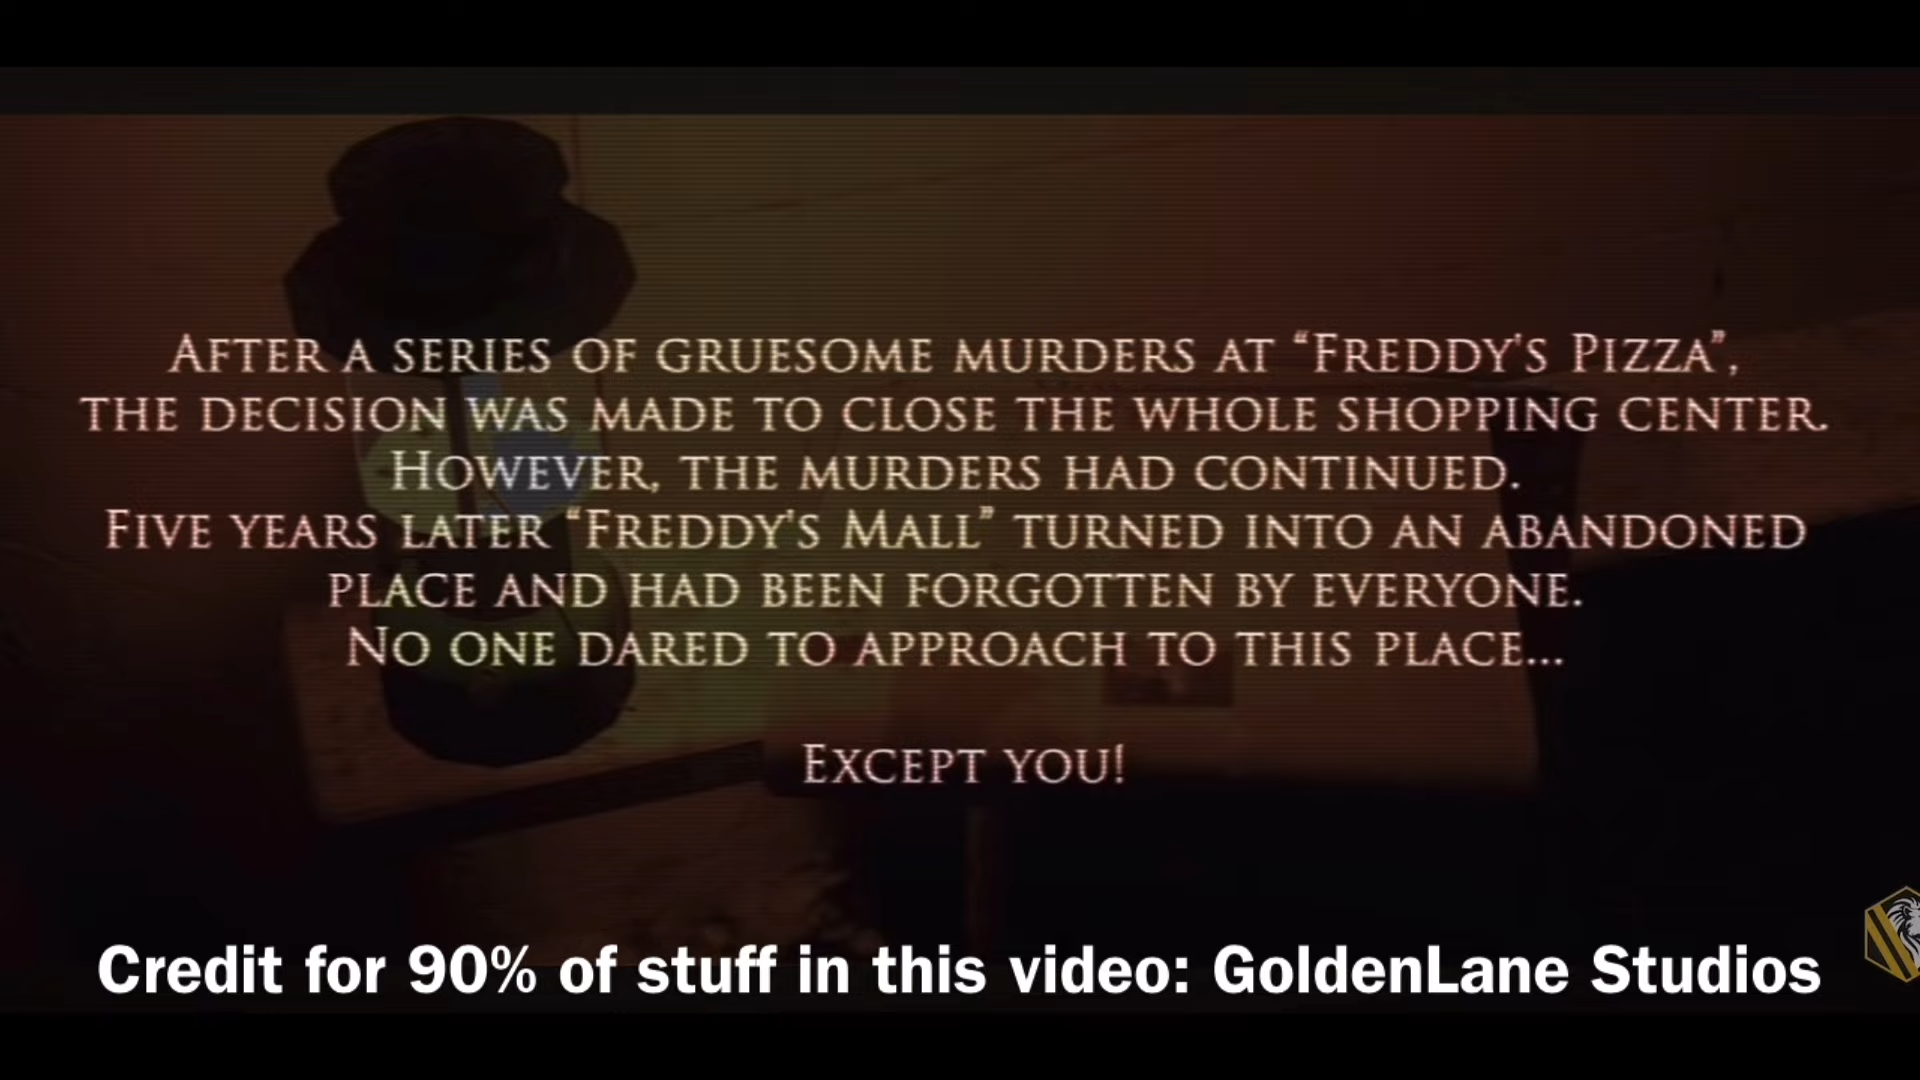 After a series of gruesome murders at “Freddy's Pizza”,
the decision was made to close the whole shopping center.
However, the murders had continued.
Five years later “Freddy's Mall” turned into an abandoned
place and had been forgotten by everyone.
No one dared to approach to this place...
Except you!
Credit for 90% of stuff in this video: GoldenLane Studios